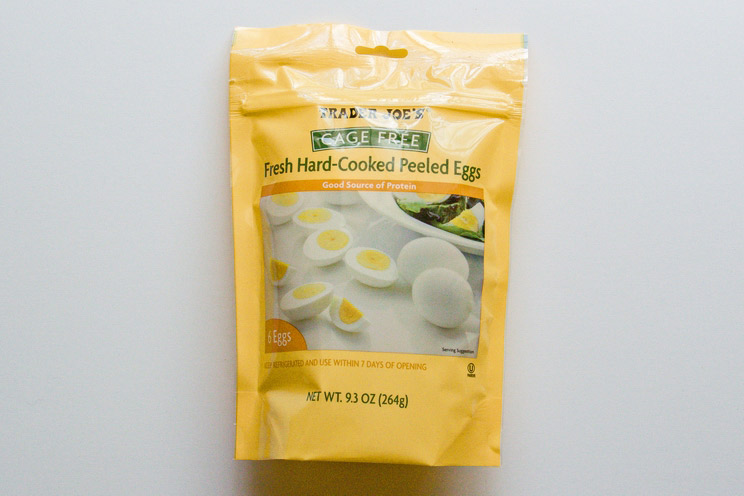 TRADER JOE'S
CAGE FREE
Fresh Hard-Cooked Peeled Eggs
Good Source of Protein
6 Eggs
Serving Suggestion
KEEP REFRIGERATED AND USE WITHIN 7 DAYS OF OPENING
U
NET WT. 9.3 OZ (264g)